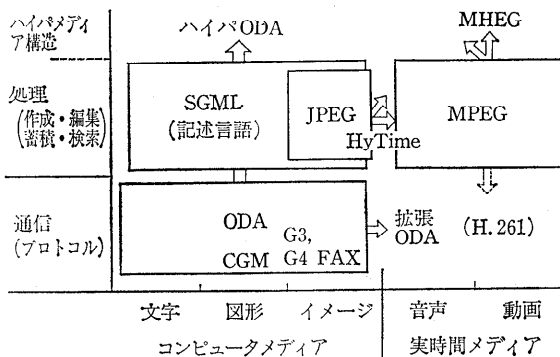 ハイパメディア構造
ハイパODA
MHEG
処理
(作成・編集
蓄積・検索)
SGML
(記述言語)
JPEG
MPEG
HyTime
通信
(プロトコル)
ODA
CGM
G3,
G4 FAX
拡張
ODA
(H.261)
文字
図形
イメージ
音声
動画
コンピュータメディア
実時間メディア